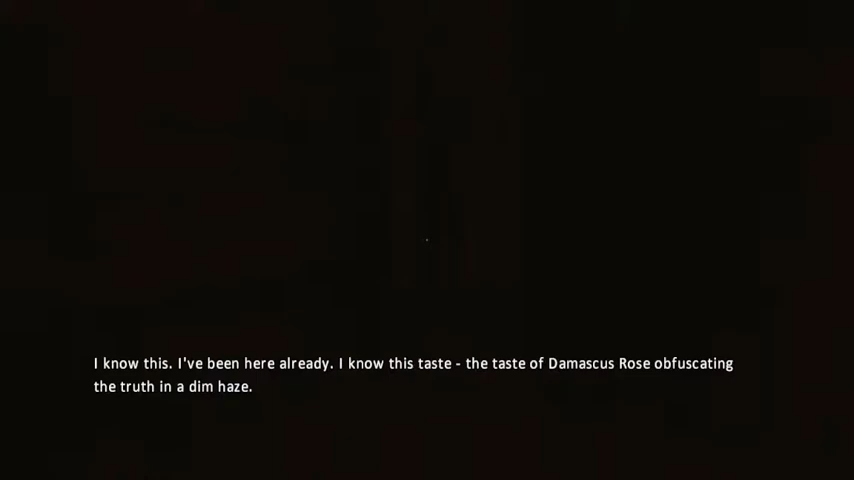 I know this. I've been here already. I know this taste - the taste of Damascus Rose obfuscating
the truth in a dim haze.